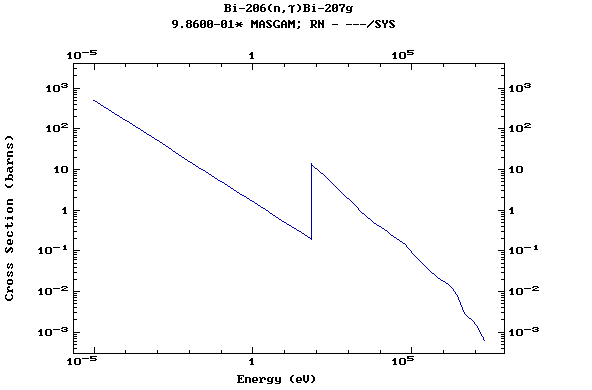 Bi-206(n,γ)Bi-207g
9.8600-01* MASGAM; RN - ---/SYS
10⁻⁵ 1 10⁵
10³ 10³
10² 10²
10 10
1 1
10⁻¹ 10⁻¹
10⁻² 10⁻²
10⁻³ 10⁻³
10⁻⁵ 1 10⁵
Cross Section (barns)
Energy (eV)